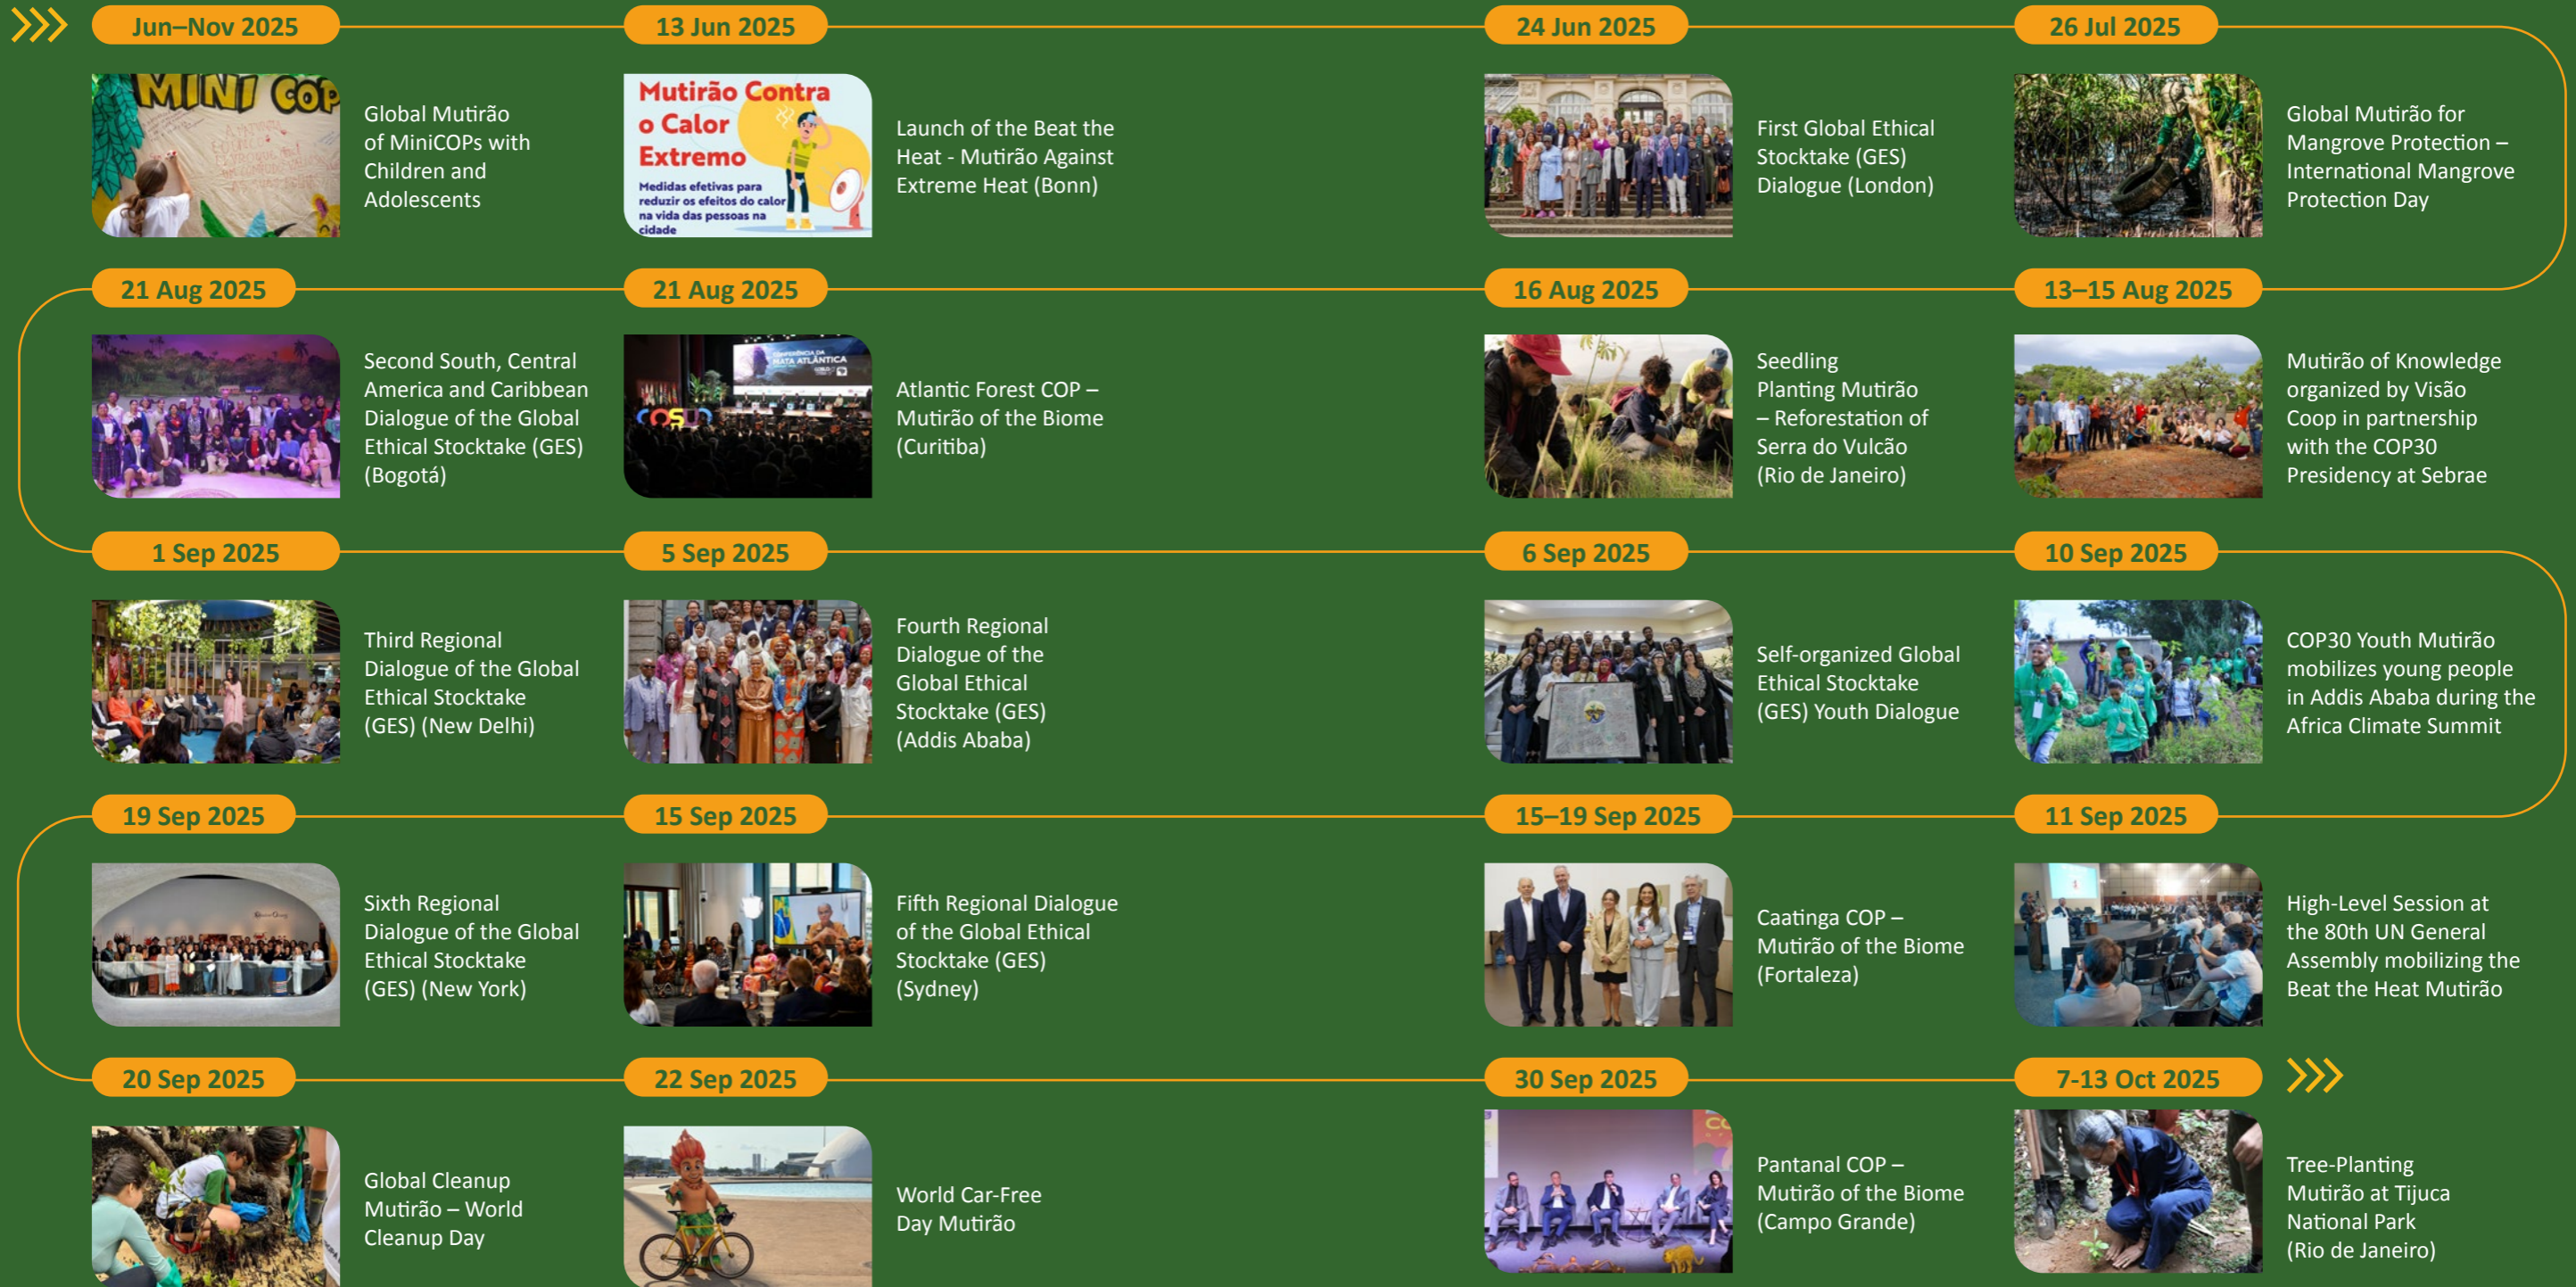 Jun–Nov 2025
MINI COP
Global Mutirão
of MiniCOPs with
Children and
Adolescents
13 Jun 2025
Mutirão Contra
o Calor
Extremo
Medidas efetivas para
reduzir os efeitos do calor
na vida das pessoas na
cidade
Launch of the Beat the
Heat - Mutirão Against
Extreme Heat (Bonn)
24 Jun 2025
First Global Ethical
Stocktake (GES)
Dialogue (London)
26 Jul 2025
Global Mutirão for
Mangrove Protection –
International Mangrove
Protection Day
21 Aug 2025
Second South, Central
America and Caribbean
Dialogue of the Global
Ethical Stocktake (GES)
(Bogotá)
21 Aug 2025
CONFERÊNCIA DA
MATA ATLÂNTICA
Atlantic Forest COP –
Mutirão of the Biome
(Curitiba)
16 Aug 2025
Seedling
Planting Mutirão
– Reforestation of
Serra do Vulcão
(Rio de Janeiro)
13–15 Aug 2025
Mutirão of Knowledge
organized by Visão
Coop in partnership
with the COP30
Presidency at Sebrae
1 Sep 2025
Third Regional
Dialogue of the Global
Ethical Stocktake
(GES) (New Delhi)
5 Sep 2025
Fourth Regional
Dialogue of the
Global Ethical
Stocktake (GES)
(Addis Ababa)
6 Sep 2025
Self-organized Global
Ethical Stocktake
(GES) Youth Dialogue
10 Sep 2025
COP30 Youth Mutirão
mobilizes young people
in Addis Ababa during the
Africa Climate Summit
19 Sep 2025
Sixth Regional
Dialogue of the Global
Ethical Stocktake
(GES) (New York)
15 Sep 2025
Fifth Regional Dialogue
of the Global Ethical
Stocktake (GES)
(Sydney)
15–19 Sep 2025
Caatinga COP –
Mutirão of the Biome
(Fortaleza)
11 Sep 2025
High-Level Session at
the 80th UN General
Assembly mobilizing the
Beat the Heat Mutirão
20 Sep 2025
Global Cleanup
Mutirão – World
Cleanup Day
22 Sep 2025
World Car-Free
Day Mutirão
30 Sep 2025
Pantanal COP –
Mutirão of the Biome
(Campo Grande)
7-13 Oct 2025
Tree-Planting
Mutirão at Tijuca
National Park
(Rio de Janeiro)